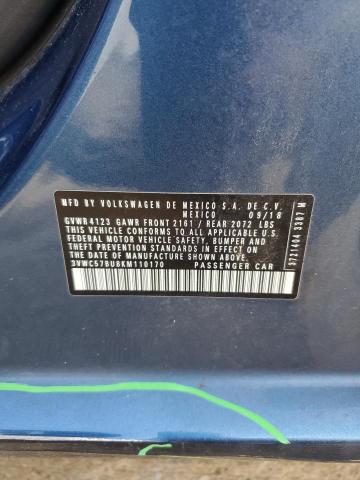 MFD.BY VOLKSWAGEN DE MEXICO S.A. DE C.V.
MEXICO 09/18
GVWR 4123 GAWR FRONT 2161 / REAR 2072 LBS
THIS VEHICLE CONFORMS TO ALL APPLICABLE U.S.
FEDERAL MOTOR VEHICLE SAFETY, BUMPER AND
THEFT PREVENTION STANDARDS IN EFFECT ON
THE DATE OF MANUFACTURE SHOWN ABOVE.
3VWC57BU8KM110170 PASSENGER CAR
3721404 3387 M